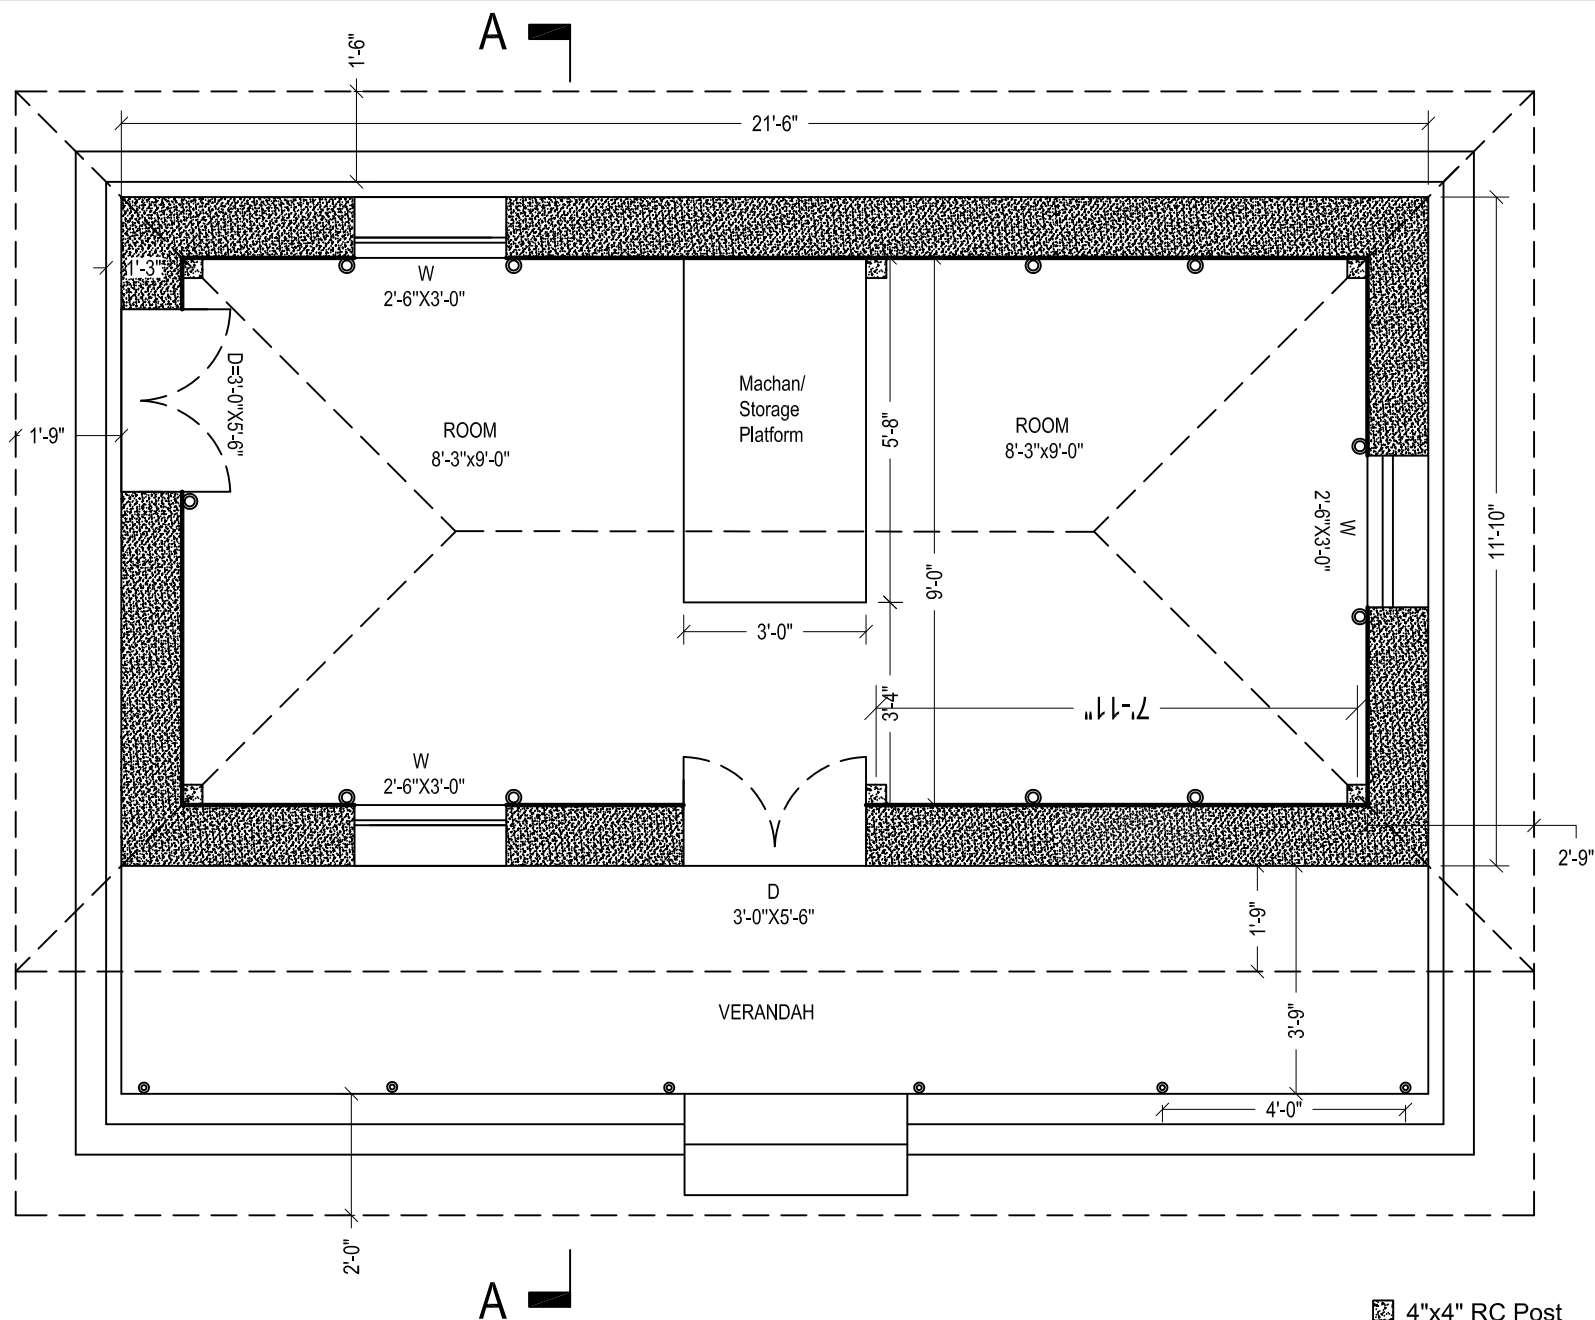 A
1'-6"
21'-6"
1'-3"
W
2'-6"X3'-0"
D=3'-0"X5'-6"
Machan/
Storage
Platform
1'-9"
ROOM
8'-3"x9'-0"
5'-8"
ROOM
8'-3"x9'-0"
W
2'-6"X3'-0"
11'-10"
9'-0"
3'-0"
3'-4"
7'-11"
W
2'-6"X3'-0"
2'-9"
D
3'-0"X5'-6"
1'-9"
VERANDAH
3'-9"
4'-0"
2'-0"
A
4"x4" RC Post